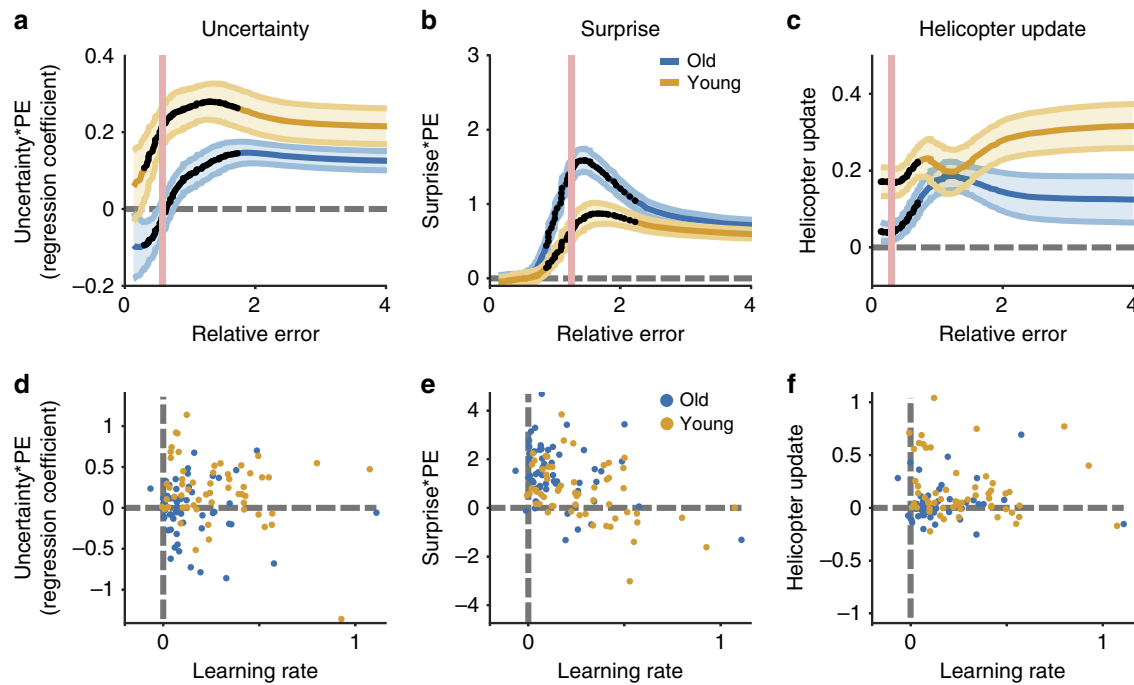 a
Uncertainty
Uncertainty*PE
(regression coefficient)
0.4
0.2
0
−0.2
0
2
4
Relative error
b
Surprise
Old
Young
Surprise*PE
3
2
1
0
0
2
4
Relative error
c
Helicopter update
Helicopter update
0.4
0.2
0
0
2
4
Relative error
d
Uncertainty*PE
(regression coefficient)
1
0.5
0
−0.5
−1
0
1
Learning rate
e
Old
Young
Surprise*PE
4
2
0
−2
−4
0
1
Learning rate
f
Helicopter update
1
0.5
0
−0.5
−1
0
1
Learning rate